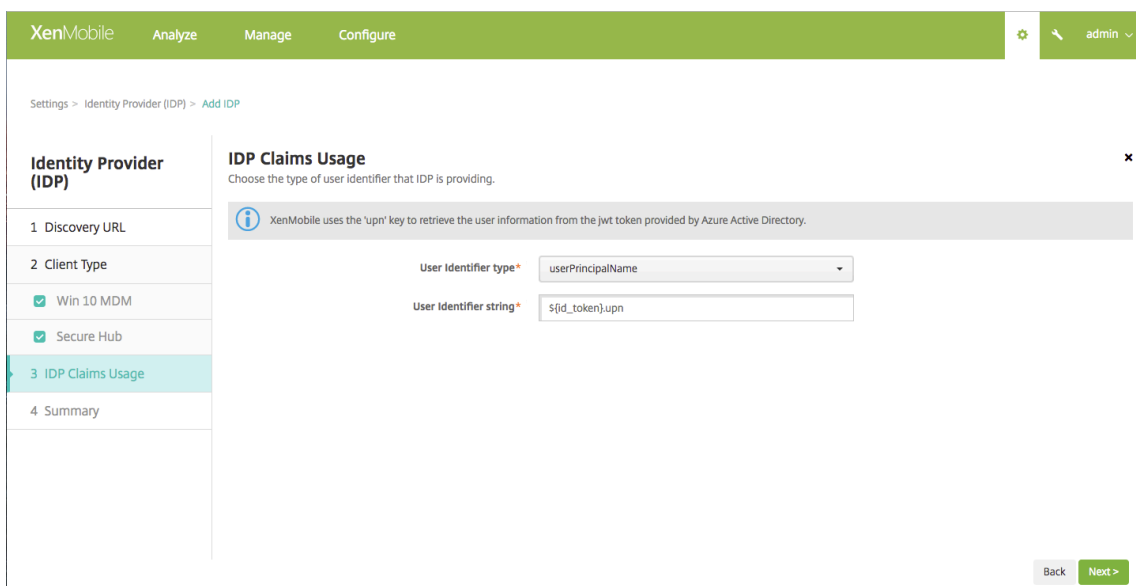 XenMobile Analyze Manage Configure admin
Settings > Identity Provider (IDP) > Add IDP
Identity Provider
(IDP)
1 Discovery URL
2 Client Type
Win 10 MDM
Secure Hub
3 IDP Claims Usage
4 Summary
IDP Claims Usage
Choose the type of user identifier that IDP is providing.
XenMobile uses the 'upn' key to retrieve the user information from the jwt token provided by Azure Active Directory.
User Identifier type* userPrincipalName
User Identifier string* ${id_token}.upn
Back Next >